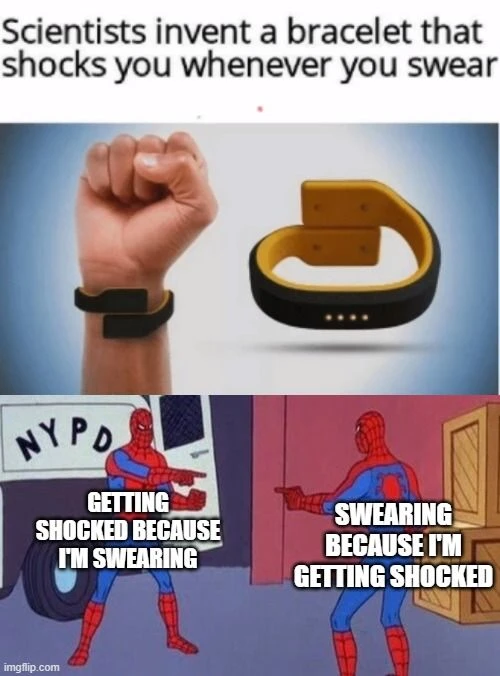 Scientists invent a bracelet that
shocks you whenever you swear
NYPD
GETTING
SHOCKED BECAUSE
I'M SWEARING
SWEARING
BECAUSE I'M
GETTING SHOCKED
imgflip.com